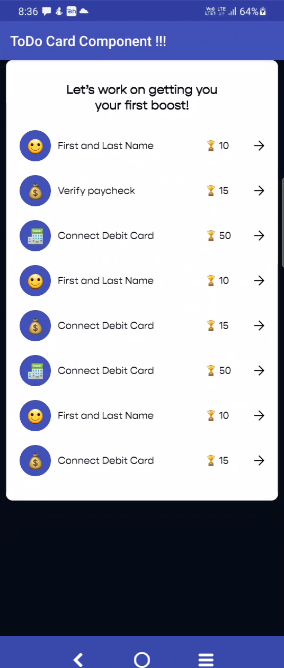 8:36
64%
ToDo Card Component !!!
Let's work on getting you
your first boost!
First and Last Name 10
Verify paycheck 15
Connect Debit Card 50
First and Last Name 10
Connect Debit Card 15
Connect Debit Card 50
First and Last Name 10
Connect Debit Card 15